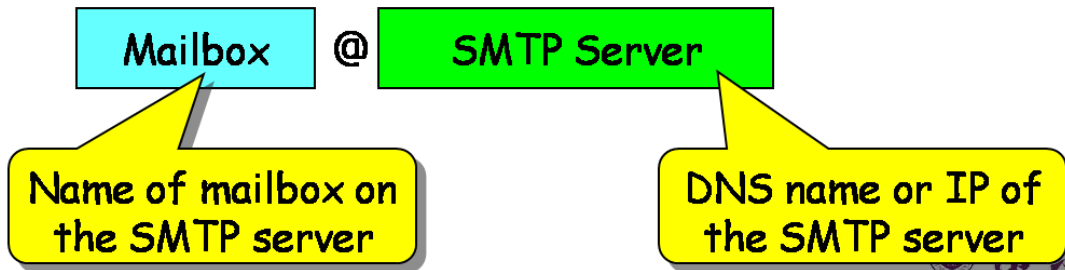 Mailbox @ SMTP Server
Name of mailbox on
the SMTP server
DNS name or IP of
the SMTP server